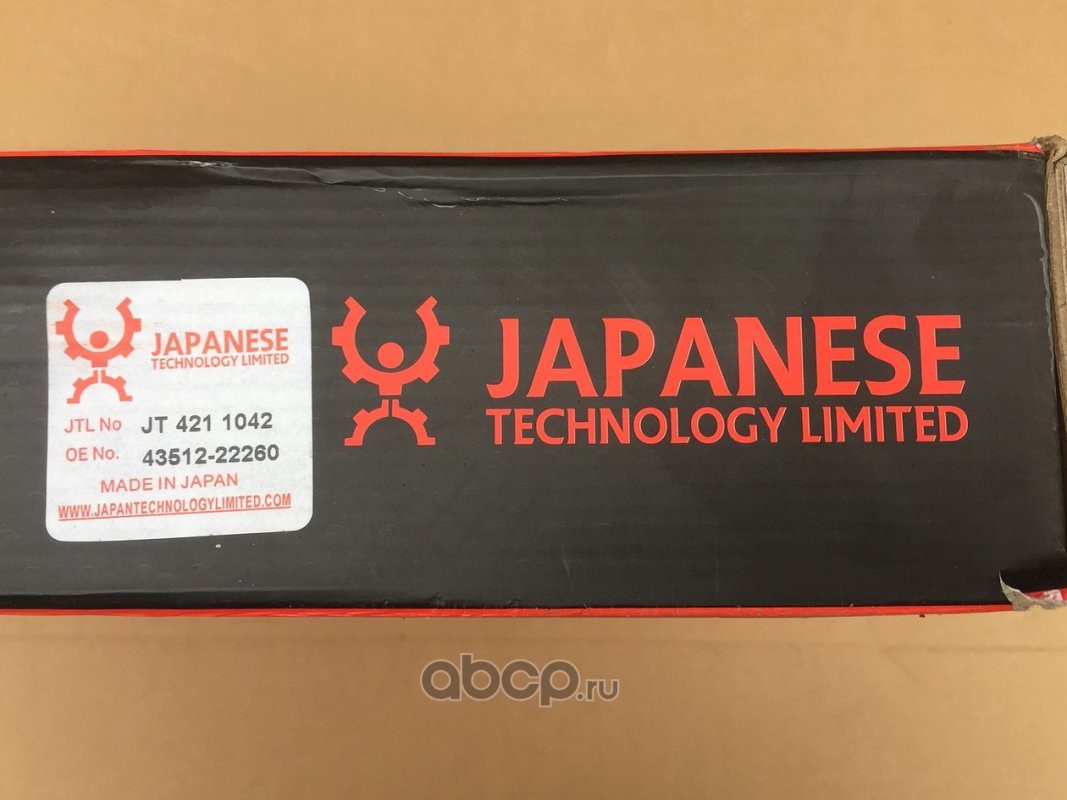 JAPANESE
TECHNOLOGY LIMITED
JTL No JT 421 1042
OE No. 43512-22260
MADE IN JAPAN
WWW.JAPANTECHNOLOGYLIMITED.COM
JAPANESE
TECHNOLOGY LIMITED
abcp.ru